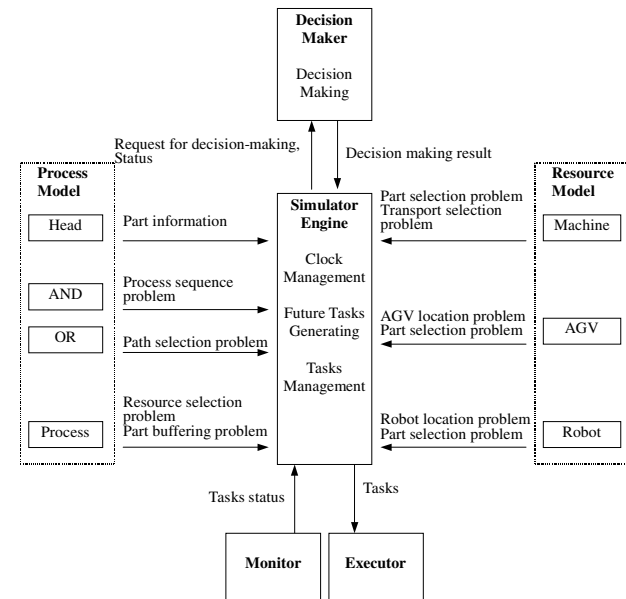 Decision
Maker
Decision
Making
Request for decision-making,
Status
Decision making result
Process
Model
Head
AND
OR
Process
Part information
Process sequence
problem
Path selection problem
Resource selection
problem
Part buffering problem
Simulator
Engine
Clock
Management
Future Tasks
Generating
Tasks
Management
Part selection problem
Transport selection
problem
AGV location problem
Part selection problem
Robot location problem
Part selection problem
Resource
Model
Machine
AGV
Robot
Tasks status
Tasks
Monitor
Executor